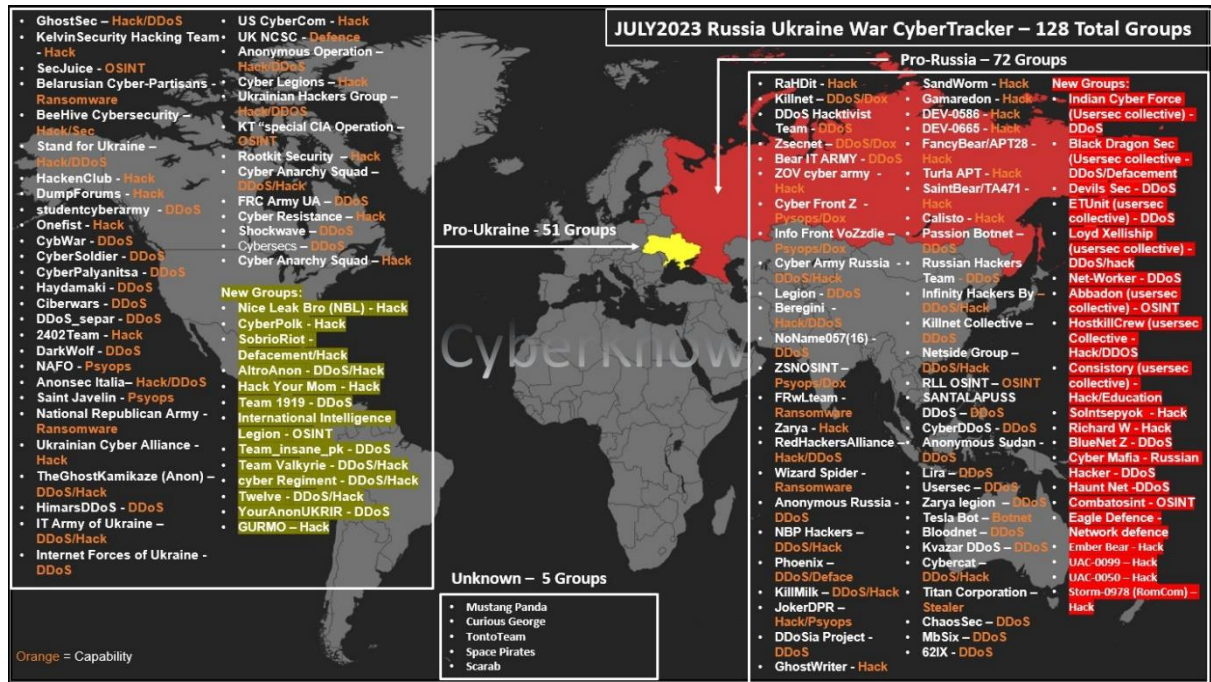 JULY2023 Russia Ukraine War CyberTracker – 128 Total Groups
• GhostSec – Hack/DDoS
• KelvinSecurity Hacking Team
- Hack
• SecJuice - OSINT
• Belarusian Cyber-Partisans -
Ransomware
• BeeHive Cybersecurity –
Hack/Sec
• Stand for Ukraine –
Hack/DDoS
• HackenClub - Hack
• DumpForums - Hack
• studentcyberarmy - DDoS
• Onefist - Hack
• CybWar - DDoS
• CyberSoldier - DDoS
• CyberPalyanitsa - DDoS
• Haydamaki - DDoS
• Ciberwars - DDoS
• DDoS_separ - DDoS
• 2402Team - Hack
• DarkWolf - DDoS
• NAFO - Psyops
• Anonsec Italia– Hack/DDoS
• Saint Javelin - Psyops
• National Republican Army -
Ransomware
• Ukrainian Cyber Alliance -
Hack
• TheGhostKamikaze (Anon) –
DDoS/Hack
• HimarsDDoS - DDoS
• IT Army of Ukraine –
DDoS/Hack
• Internet Forces of Ukraine -
DDoS
Orange = Capability
• US CyberCom - Hack
• UK NCSC - Defence
• Anonymous Operation –
Hack/DDoS
• Cyber Legions – Hack
• Ukrainian Hackers Group –
Hack/DDOS
• KT “special CIA Operation –
OSINT
• Rootkit Security – Hack
• Cyber Anarchy Squad –
DDoS/Hack
• FRC Army UA – DDoS
• Cyber Resistance – Hack
• Shockwave – DDoS
• Cybersecs – DDoS
• Cyber Anarchy Squad – Hack
New Groups:
• Nice Leak Bro (NBL) - Hack
• CyberPolk - Hack
• SobrioRiot -
Defacement/Hack
• AltroAnon - DDoS/Hack
• Hack Your Mom - Hack
• Team 1919 - DDoS
• International Intelligence
Legion - OSINT
• Team_insane_pk - DDoS
• Team Valkyrie - DDoS/Hack
• cyber Regiment - DDoS/Hack
• Twelve - DDoS/Hack
• YourAnonUKRIR - DDoS
• GURMO – Hack
Pro-Ukraine - 51 Groups
CyberKnow
Unknown – 5 Groups
• Mustang Panda
• Curious George
• TontoTeam
• Space Pirates
• Scarab
Pro-Russia – 72 Groups
• RaHDit - Hack
• Killnet – DDoS/Dox
• DDoS Hacktivist
Team - DDoS
• Zsecnet – DDoS/Dox
• Bear IT ARMY - DDoS
• ZOV cyber army -
Hack
• Cyber Front Z -
Psyops/Dox
• Info Front VoZzdie –
Psyops/Dox
• Cyber Army Russia -
DDoS/Hack
• Legion - DDoS
• Beregini -
Hack/DDoS
• NoName057(16) -
DDoS
• ZSNOSINT –
Psyops/Dox
• FRwLteam -
Ransomware
• Zarya - Hack
• RedHackersAlliance –
Hack/DDoS
• Wizard Spider -
Ransomware
• Anonymous Russia -
DDoS
• NBP Hackers –
DDoS/Hack
• Phoenix –
DDoS/Deface
• KillMilk – DDoS/Hack
• JokerDPR –
Hack/Psyops
• DDoSia Project -
DDoS
• GhostWriter - Hack
• SandWorm - Hack
• Gamaredon - Hack
• DEV-0586 - Hack
• DEV-0665 - Hack
• FancyBear/APT28 -
Hack
• Turla APT - Hack
• SaintBear/TA471 -
Hack
• Calisto - Hack
• Passion Botnet –
DDoS
• Russian Hackers
Team - DDoS
• Infinity Hackers By –
DDoS
• Killnet Collective –
DDoS
• Netside Group –
DDoS
• RLL OSINT – OSINT
• SANTALAPUSS
DDoS – DDoS
• CyberDDoS - DDoS
• Anonymous Sudan -
DDoS
• Lira – DDoS
• Usersec – DDoS
• Zarya legion – DDoS
• Tesla Bot – Botnet
• Bloodnet – DDoS
• Kvazar DDoS – DDoS
• Cybercat –
DDoS/Hack
• Titan Corporation –
Stealer
• ChaosSec – DDoS
• MbSix – DDoS
• 62IX – DDoS
New Groups:
• Indian Cyber Force
(Usersec collective) -
DDoS
• Black Dragon Sec
(Usersec collective -
DDoS/Defacement
• Devils Sec - DDoS
• ETUnit (usersec
collective) - DDoS
• Loyd Xelliship
(usersec collective) -
DDoS/hack
• Net-Worker - DDoS
• Abbadon (usersec
collective) - OSINT
• HostkillCrew (usersec
Collective -
Hack/DDOS
• Consistory (usersec
collective) -
Hack/Education
• Solntsepyok - Hack
• Richard W - Hack
• BlueNet Z - DDoS
• Cyber Mafia - Russian
Hacker - DDoS
• Haunt Net -DDoS
• Combatosint - OSINT
• Eagle Defence -
Network defence
• Ember Bear - Hack
• UAC-0099 – Hack
• UAC-0050 – Hack
• Storm-0978 (RomCom) –
Hack